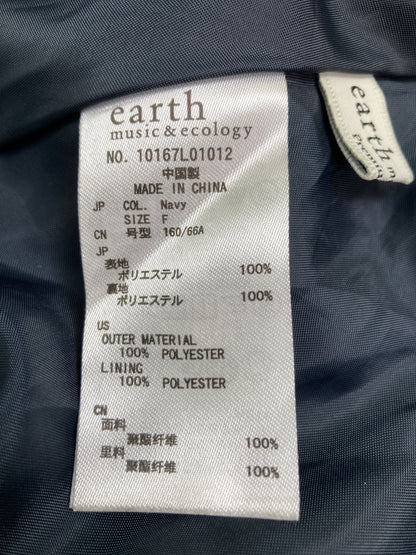 earth
music & ecology
NO. 10167L01012
中国製
MADE IN CHINA
JP COL. Navy
SIZE F
CN 号型 160/66A
JP
表地
ポリエステル 100%
裏地
ポリエステル 100%
US
OUTER MATERIAL
100% POLYESTER
LINING
100% POLYESTER
CN
面料
聚酯纤维 100%
里料
聚酯纤维 100%
earth